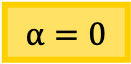 α = 0